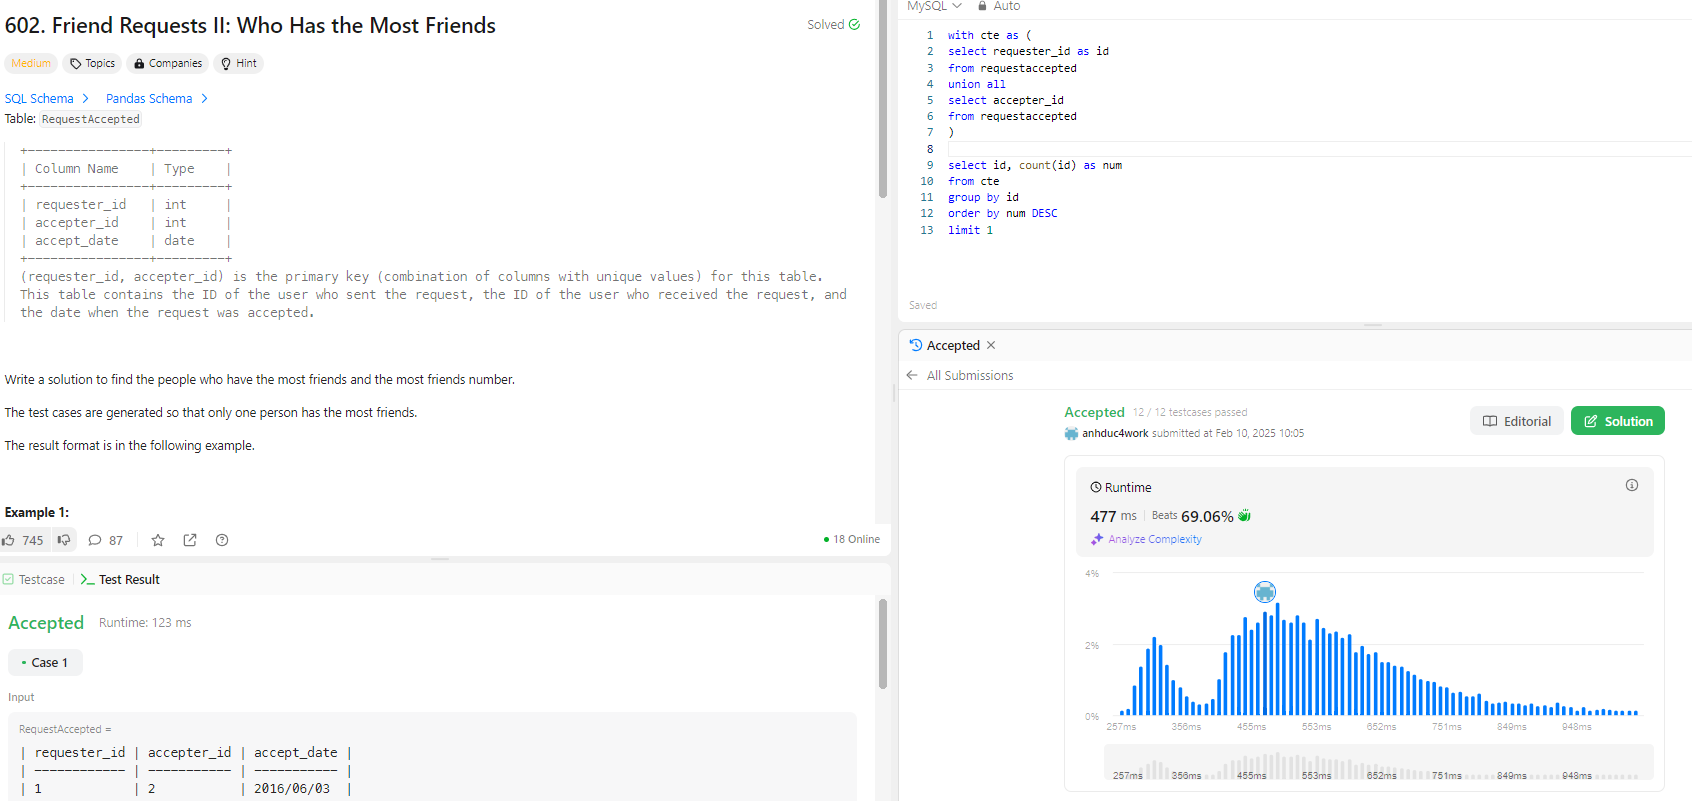 602. Friend Requests II: Who Has the Most Friends
Solved
Medium
Topics
Companies
Hint
SQL Schema
Pandas Schema
Table: RequestAccepted
+----------------+---------+
| Column Name    | Type    |
+----------------+---------+
| requester_id   | int     |
| accepter_id    | int     |
| accept_date    | date    |
+----------------+---------+
(requester_id, accepter_id) is the primary key (combination of columns with unique values) for this table.
This table contains the ID of the user who sent the request, the ID of the user who received the request, and
the date when the request was accepted.
Write a solution to find the people who have the most friends and the most friends number.
The test cases are generated so that only one person has the most friends.
The result format is in the following example.
Example 1:
745
87
18 Online
Testcase
Test Result
Accepted Runtime: 123 ms
Case 1
Input
RequestAccepted =
| requester_id | accepter_id | accept_date |
| ------------ | ----------- | ----------- |
| 1            | 2           | 2016/06/03  |
MySQL
Auto
1 with cte as (
2 select requester_id as id
3 from requestaccepted
4 union all
5 select accepter_id
6 from requestaccepted
7 )
8
9 select id, count(id) as num
10 from cte
11 group by id
12 order by num DESC
13 limit 1
Saved
Accepted
All Submissions
Accepted 12 / 12 testcases passed
anhduc4work submitted at Feb 10, 2025 10:05
Editorial
Solution
Runtime
477 ms | Beats 69.06%
Analyze Complexity
4%
2%
0%
257ms 356ms 455ms 553ms 652ms 751ms 849ms 948ms
257ms 356ms 455ms 553ms 652ms 751ms 849ms 948ms